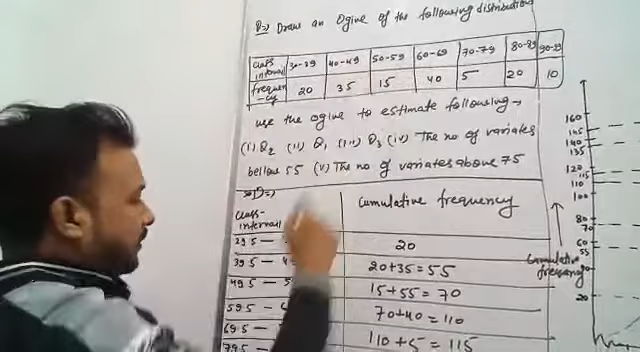 Q2) Draw an Ogive of the following distribution
class interval 30-39 40-49 50-59 60-69 70-79 80-89 90-99
frequen-cy 20 35 15 40 5 20 10
use the ogive to estimate following→
(i) Q2 (ii) Q1 (iii) Q3 (iv) The no of variates
bellow 55 (v) The no of variates above 75
class-interval Cumulative frequency
29.5 — 20
39.5 — 4 20+35 = 55
49.5 — 5 15+55 = 70
59.5 — 6 70+40 = 110
69.5 — 110+5 = 115
79.5 —
160
145
140
135
120
115
110
100
80
70
60
55
20
Cumulative frequency